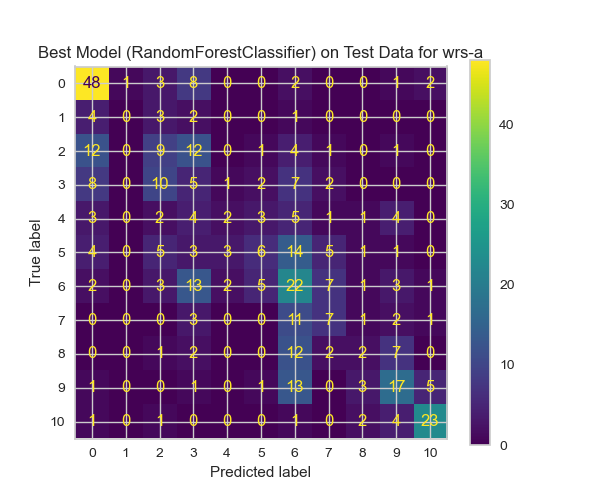 Best Model (RandomForestClassifier) on Test Data for wrs-a
0 48 1 3 8 0 0 2 0 0 1 2
1 4 0 3 2 0 0 1 0 0 0 0
2 12 0 9 12 0 1 4 1 0 1 0
3 8 0 10 5 1 2 7 2 0 0 0
4 3 0 2 4 2 3 5 1 1 4 0
5 4 0 5 3 3 6 14 5 1 1 0
6 2 0 3 13 2 5 22 7 1 3 1
7 0 0 0 3 0 0 11 7 1 2 1
8 0 0 1 2 0 0 12 2 2 7 0
9 1 0 0 1 0 1 13 0 3 17 5
10 1 0 1 0 0 0 1 0 2 4 23
0 1 2 3 4 5 6 7 8 9 10
Predicted label
True label
40
30
20
10
0